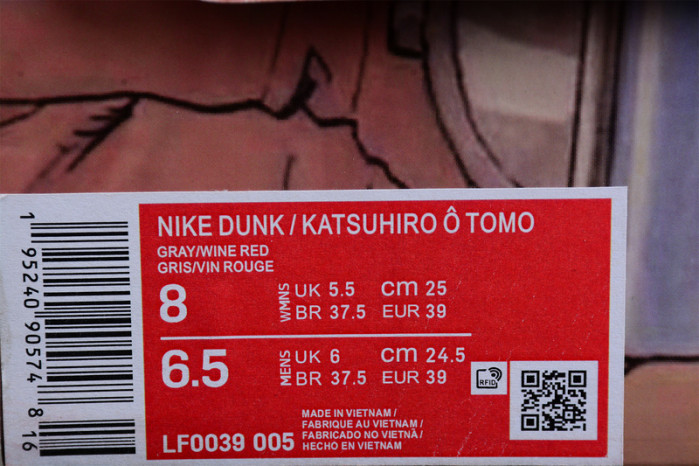 NIKE DUNK / KATSUHIRO Ô TOMO
GRAY/WINE RED
GRIS/VIN ROUGE
8 WMNS UK 5.5 cm 25
BR 37.5 EUR 39
6.5 MENS UK 6 cm 24.5
BR 37.5 EUR 39
RFID
LF0039 005
MADE IN VIETNAM /
FABRIQUE AU VIETNAM /
FABRICADO NO VIETNÃ /
HECHO EN VIETNAM
1 95240 90574 8 16